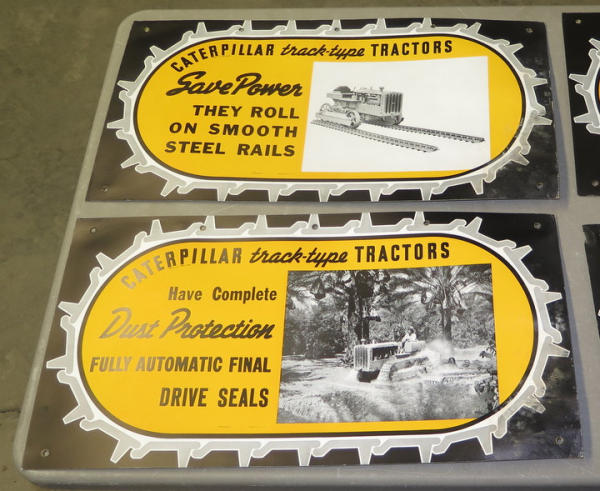 CATERPILLAR track-type TRACTORS
Save Power
THEY ROLL
ON SMOOTH
STEEL RAILS
CATERPILLAR track-type TRACTORS
Have Complete
Dust Protection
FULLY AUTOMATIC FINAL
DRIVE SEALS